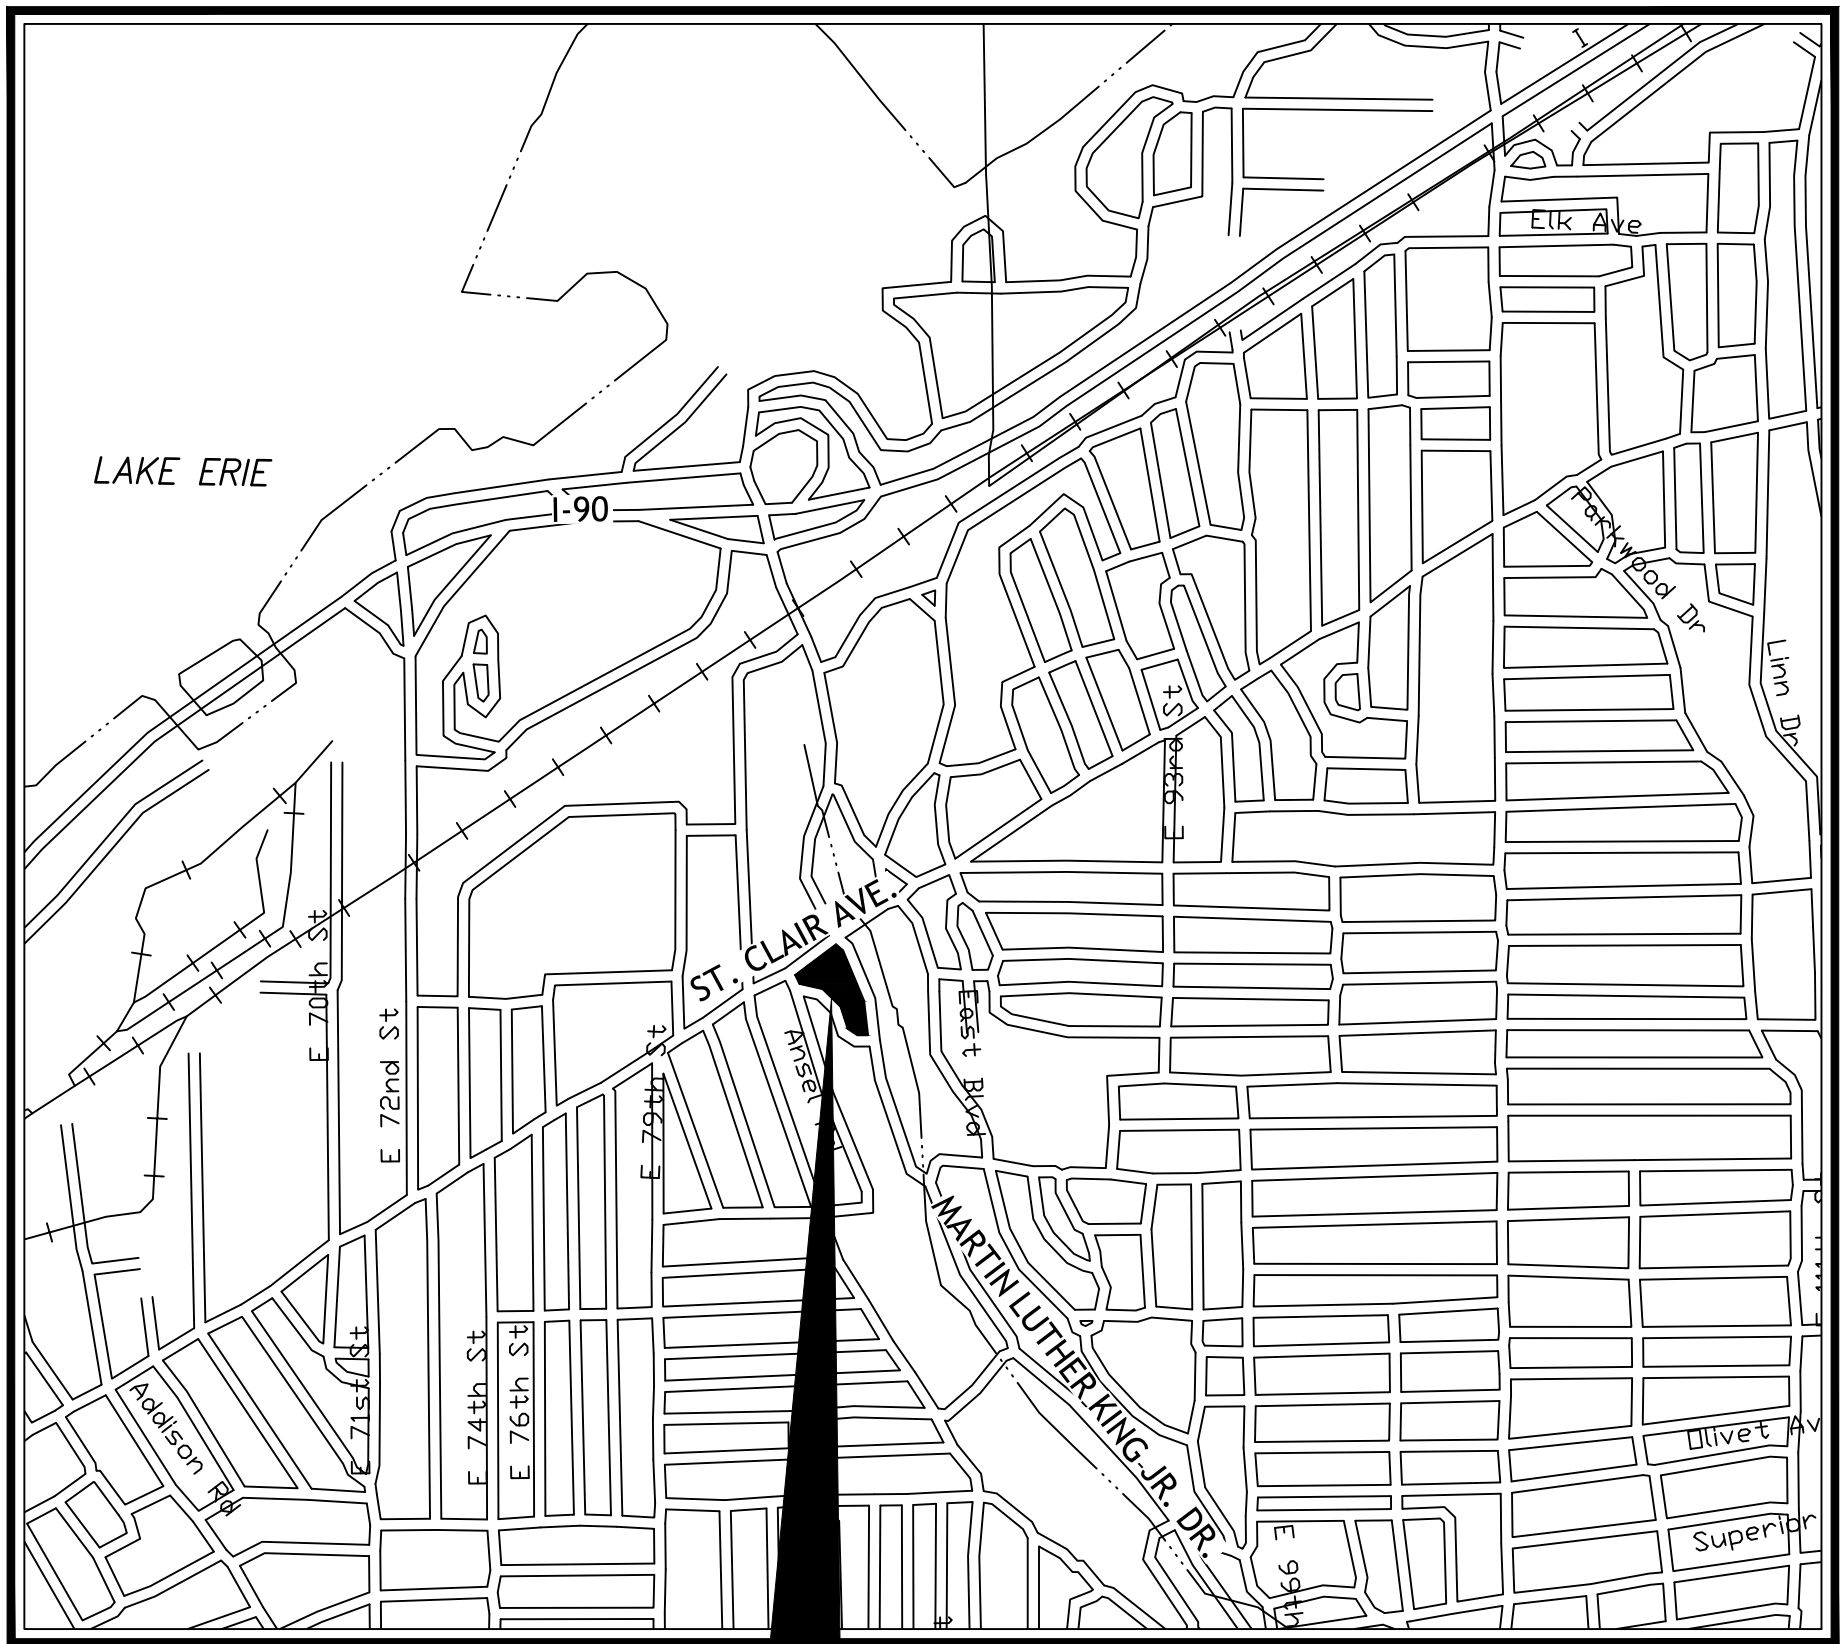 I
Elk Ave
LAKE ERIE
I-90
Parkwood Dr
Linn Dr
E 93rd St
ST. CLAIR AVE.
E 70th St
E 72nd St
E 79th St
Ansel
East Blvd
MARTIN LUTHER KING JR. DR.
E 71st St
E 74th St
E 76th St
Addison Rd
Olivet Av
Superior
E 99th
t